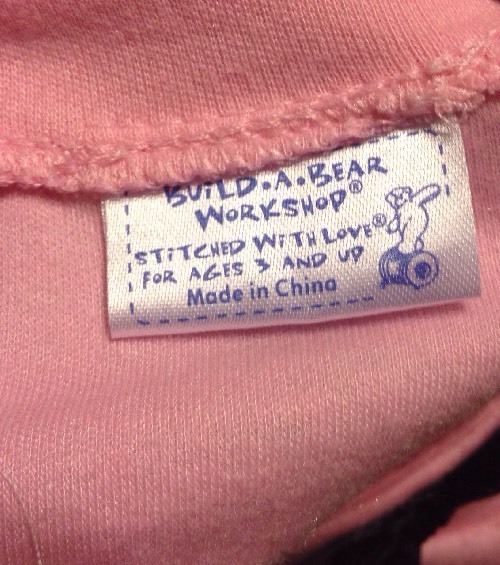 BUILD.A.BEAR
WORKSHOP®
STITCHED WITH LOVE®
FOR AGES 3 AND UP
Made in China